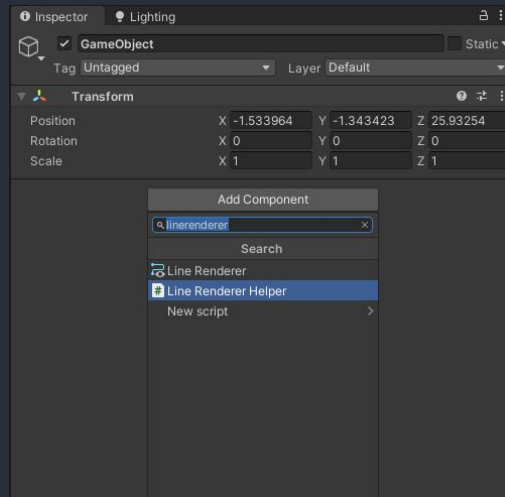 Inspector Lighting
GameObject Static
Tag Untagged Layer Default
Transform
Position X -1.533964 Y -1.343423 Z 25.93254
Rotation X 0 Y 0 Z 0
Scale X 1 Y 1 Z 1
Add Component
linerenderer
Search
Line Renderer
# Line Renderer Helper
New script